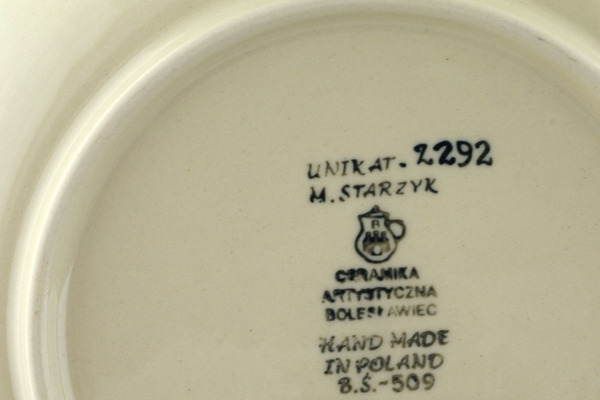 UNIKAT. 2292
M. STARZYK
CERAMIKA
ARTYSTYCZNA
BOLESŁAWIEC
HAND MADE
IN POLAND
B.Ś.-509